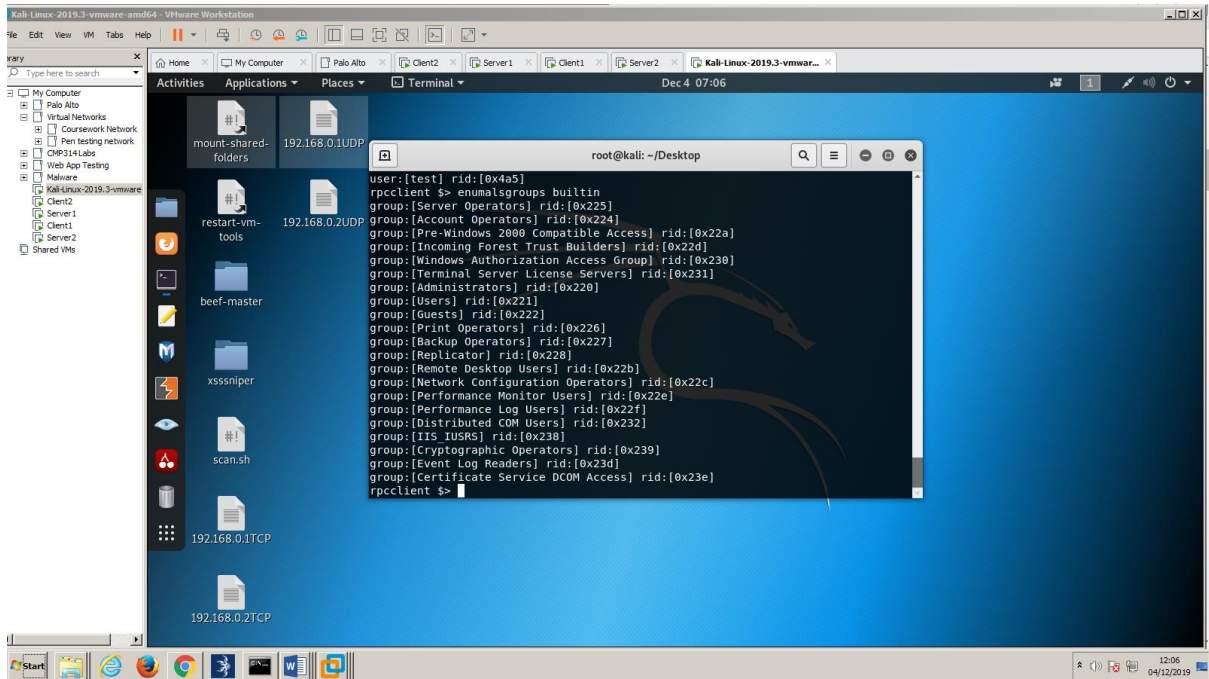 Kali-Linux-2019.3-vmware-amd64 - VMware Workstation
File Edit View VM Tabs Help
Type here to search
My Computer
Palo Alto
Virtual Networks
Coursework Network
Pen testing network
CMP314 Labs
Web App Testing
Malware
Kali-Linux-2019.3-vmware
Client2
Server1
Client1
Server2
Shared VMs
Home
My Computer
Palo Alto
Client2
Server1
Client1
Server2
Kali-Linux-2019.3-vmwar...
Activities Applications Places Terminal
Dec 4 07:06
1
mount-shared-
folders
192.168.0.1UDP
restart-vm-
tools
192.168.0.2UDP
beef-master
xsssniper
scan.sh
192.168.0.1TCP
192.168.0.2TCP
root@kali: ~/Desktop
user:[test] rid:[0x4a5]
rpcclient $> enumalsgroups builtin
group:[Server Operators] rid:[0x225]
group:[Account Operators] rid:[0x224]
group:[Pre-Windows 2000 Compatible Access] rid:[0x22a]
group:[Incoming Forest Trust Builders] rid:[0x22d]
group:[Windows Authorization Access Group] rid:[0x230]
group:[Terminal Server License Servers] rid:[0x231]
group:[Administrators] rid:[0x220]
group:[Users] rid:[0x221]
group:[Guests] rid:[0x222]
group:[Print Operators] rid:[0x226]
group:[Backup Operators] rid:[0x227]
group:[Replicator] rid:[0x228]
group:[Remote Desktop Users] rid:[0x22b]
group:[Network Configuration Operators] rid:[0x22c]
group:[Performance Monitor Users] rid:[0x22e]
group:[Performance Log Users] rid:[0x22f]
group:[Distributed COM Users] rid:[0x232]
group:[IIS_IUSRS] rid:[0x238]
group:[Cryptographic Operators] rid:[0x239]
group:[Event Log Readers] rid:[0x23d]
group:[Certificate Service DCOM Access] rid:[0x23e]
rpcclient $>
Start
12:06
04/12/2019